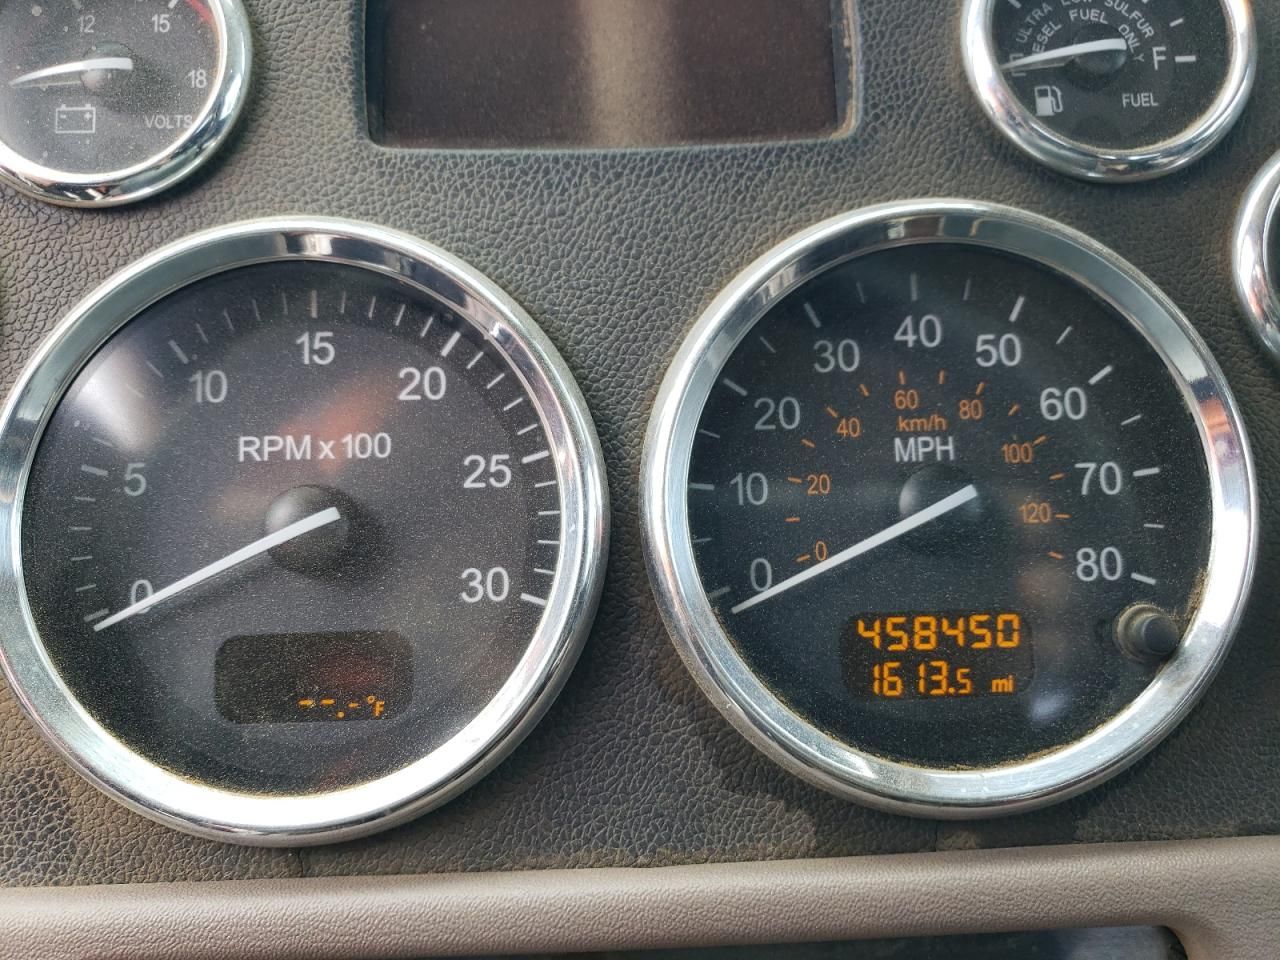 12 15 18
VOLTS
ULTRA LOW SULFUR
DIESEL FUEL ONLY
F
FUEL
0 5 10 15 20 25 30
RPM x 100
--.-°F
0 10 20 30 40 50 60 70 80
0 20 40 60 80 100 120
km/h
MPH
458450
1613.5 mi